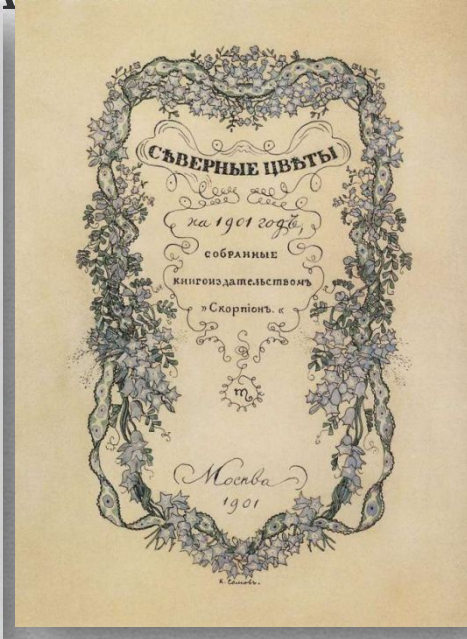 СѢВЕРНЫЕ ЦВѢТЫ
на 1901 годъ,
СОБРАННЫЕ
книгоиздательствомъ
»Скорпіонъ.«
♏
Москва
1901
К. Сомовъ.